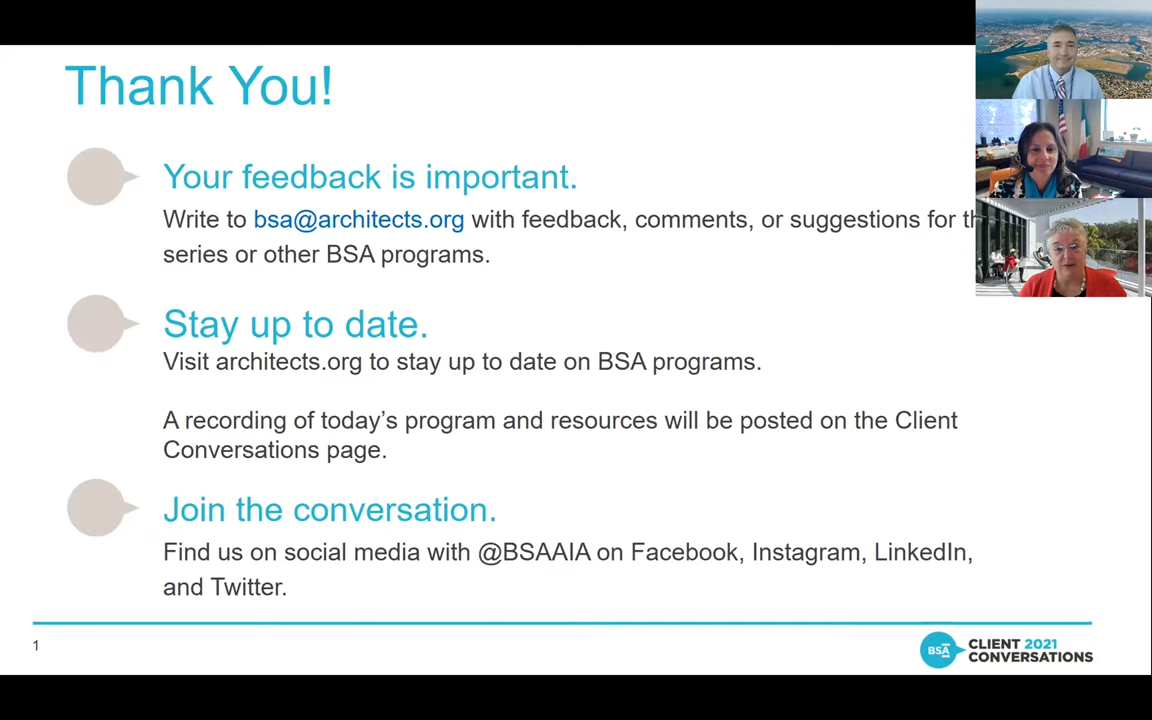 Thank You!
Your feedback is important.
Write to bsa@architects.org with feedback, comments, or suggestions for
series or other BSA programs.
Stay up to date.
Visit architects.org to stay up to date on BSA programs.
A recording of today’s program and resources will be posted on the Client
Conversations page.
Join the conversation.
Find us on social media with @BSAAIA on Facebook, Instagram, LinkedIn,
and Twitter.
1
BSA
CLIENT 2021
CONVERSATIONS